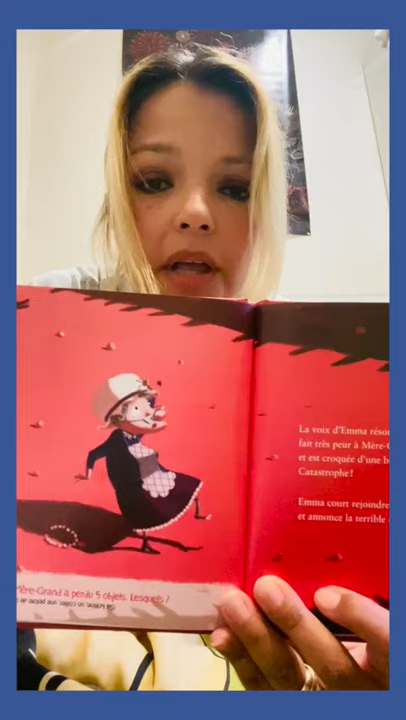 Mère-Grand a perdu 5 objets. Lesquels ?
La voix d'Emma réson
fait très peur à Mère-G
et est croquée d'une b
Catastrophe!
Emma court rejoindre
et annonce la terrible